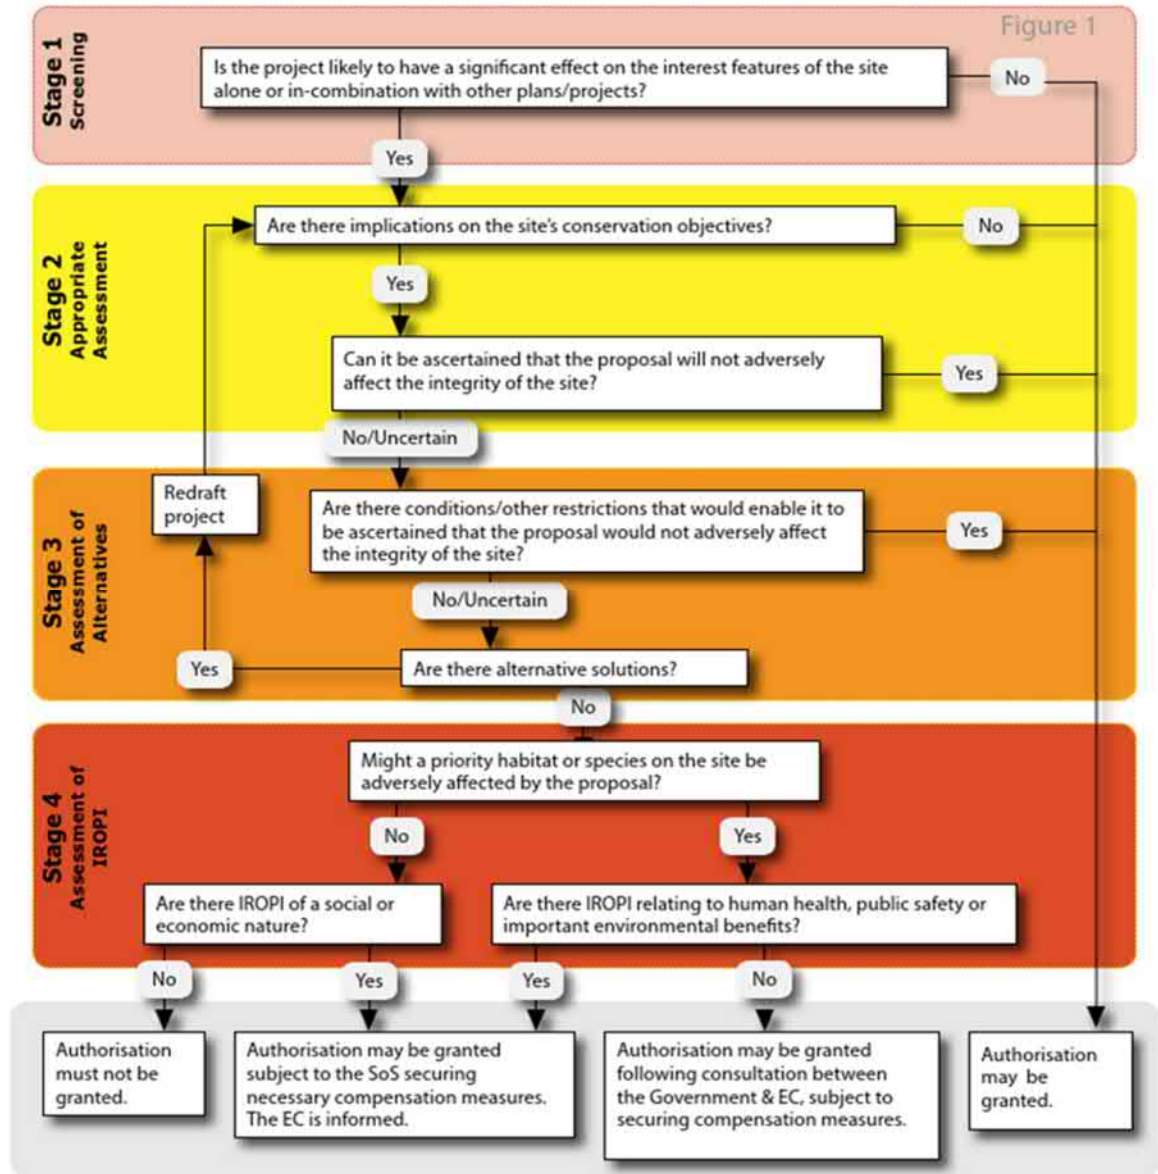 Figure 1
Stage 1
Screening
Is the project likely to have a significant effect on the interest features of the site
alone or in-combination with other plans/projects?
No
Yes
Stage 2
Appropriate
Assessment
Are there implications on the site's conservation objectives?
No
Yes
Can it be ascertained that the proposal will not adversely
affect the integrity of the site?
Yes
No/Uncertain
Stage 3
Assessment of
Alternatives
Redraft
project
Are there conditions/other restrictions that would enable it to
be ascertained that the proposal would not adversely affect
the integrity of the site?
Yes
No/Uncertain
Are there alternative solutions?
Yes
No
Stage 4
Assessment of
IROPI
Might a priority habitat or species on the site be
adversely affected by the proposal?
No
Yes
Are there IROPI of a social or
economic nature?
Are there IROPI relating to human health, public safety or
important environmental benefits?
No
Yes
Yes
No
Authorisation
must not be
granted.
Authorisation may be granted
subject to the SoS securing
necessary compensation measures.
The EC is informed.
Authorisation may be granted
following consultation between
the Government & EC, subject to
securing compensation measures.
Authorisation
may be
granted.